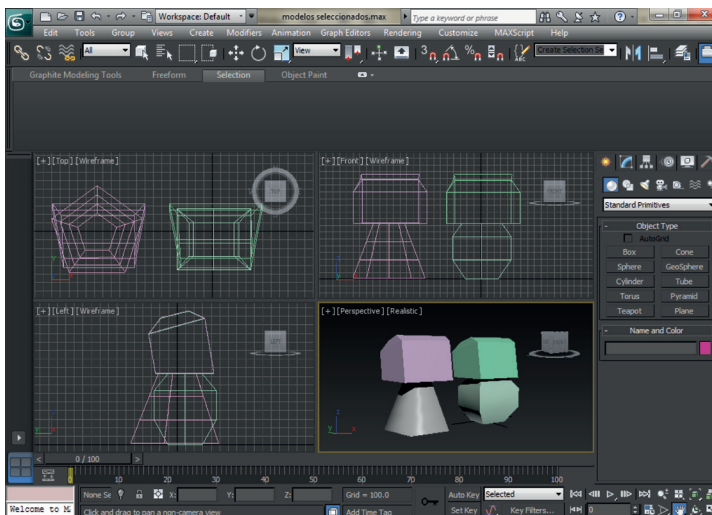 Workspace: Default
modelos seleccionados.max
Type a keyword or phrase
Edit Tools Group Views Create Modifiers Animation Graph Editors Rendering Customize MAXScript Help
All
View
Create Selection Se
Graphite Modeling Tools Freeform Selection Object Paint
[+][Top][Wireframe]
TOP
[+][Front][Wireframe]
FRONT
[+][Left][Wireframe]
LEFT
[+][Perspective][Realistic]
Standard Primitives
Object Type
AutoGrid
Box Cone
Sphere GeoSphere
Cylinder Tube
Torus Pyramid
Teapot Plane
Name and Color
0 / 100
0 10 20 30 40 50 60 70 80 90 100
None Se X: Y: Z: Grid = 100.0 Auto Key Selected
Welcome to M Click and drag to pan a non-camera view Add Time Tag Set Key Key Filters... 0